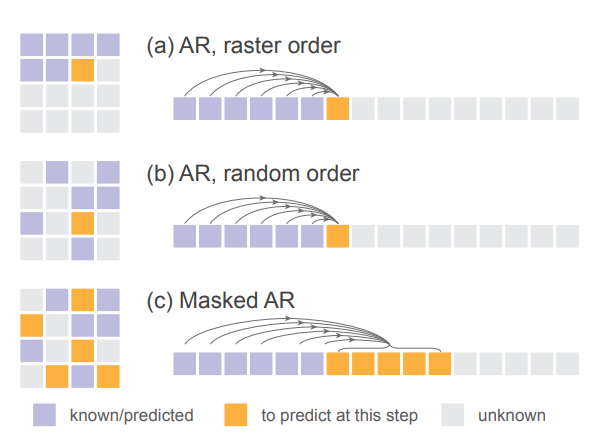 (a) AR, raster order
(b) AR, random order
(c) Masked AR
known/predicted to predict at this step unknown